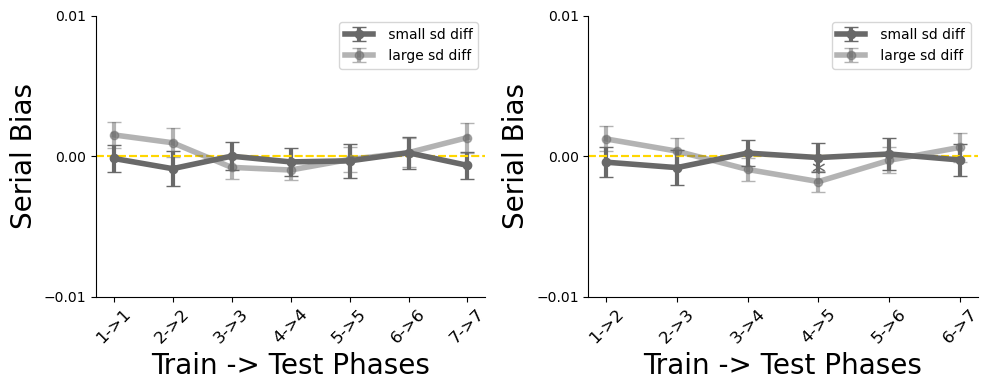 0.01
0.00
−0.01
Serial Bias
small sd diff
large sd diff
1->1
2->2
3->3
4->4
5->5
6->6
7->7
Train -> Test Phases
0.01
0.00
−0.01
Serial Bias
small sd diff
large sd diff
1->2
2->3
3->4
4->5
5->6
6->7
Train -> Test Phases